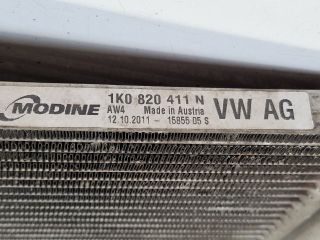 MODINE
1K0 820 411 N
AW4 Made in Austria
12.10.2011 - 15855 05 S
VW AG